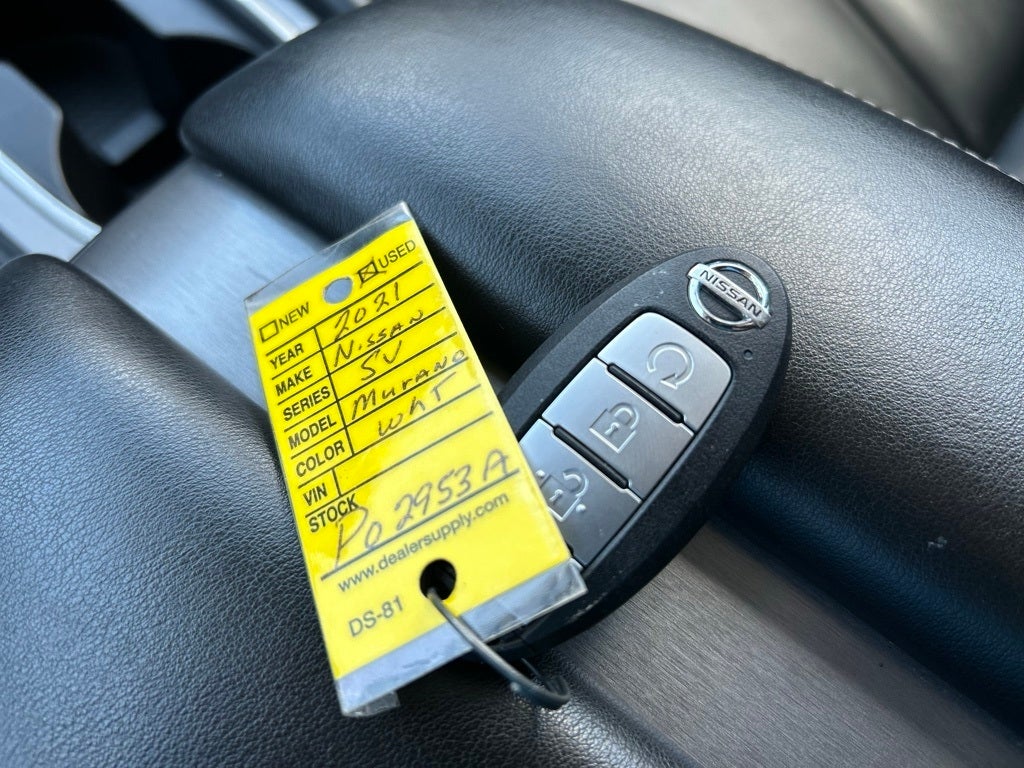 NEW ☒ USED
YEAR 2021
MAKE Nissan
SERIES SV
MODEL Murano
COLOR WhT
VIN
STOCK
Po2953A
www.dealersupply.com
DS-81
NISSAN